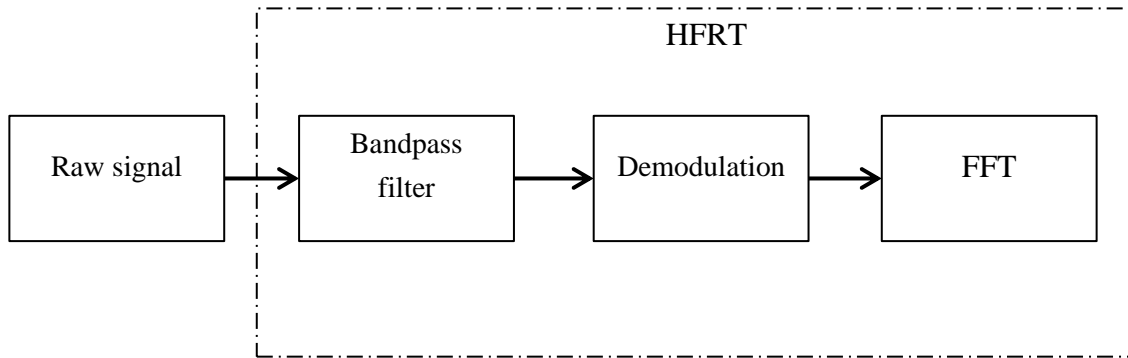 HFRT
Raw signal
Bandpass
filter
Demodulation
FFT